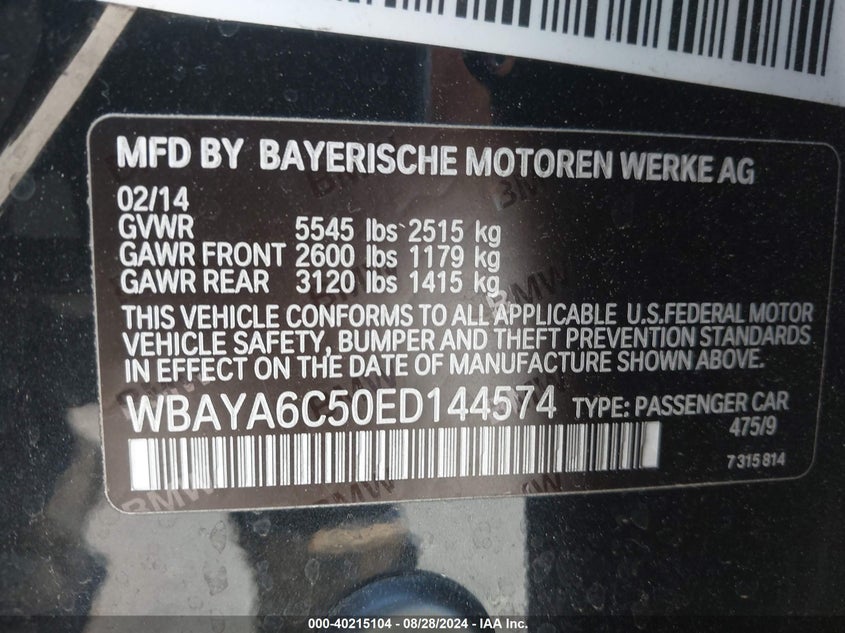 MFD BY BAYERISCHE MOTOREN WERKE AG
02/14
GVWR 5545 lbs 2515 kg
GAWR FRONT 2600 lbs 1179 kg
GAWR REAR 3120 lbs 1415 kg
THIS VEHICLE CONFORMS TO ALL APPLICABLE U.S.FEDERAL MOTOR
VEHICLE SAFETY, BUMPER AND THEFT PREVENTION STANDARDS
IN EFFECT ON THE DATE OF MANUFACTURE SHOWN ABOVE.
WBAYA6C50ED144574 TYPE: PASSENGER CAR
475/9
7 315 814
000-40215104 / 08/28/2024 - IAA Inc.